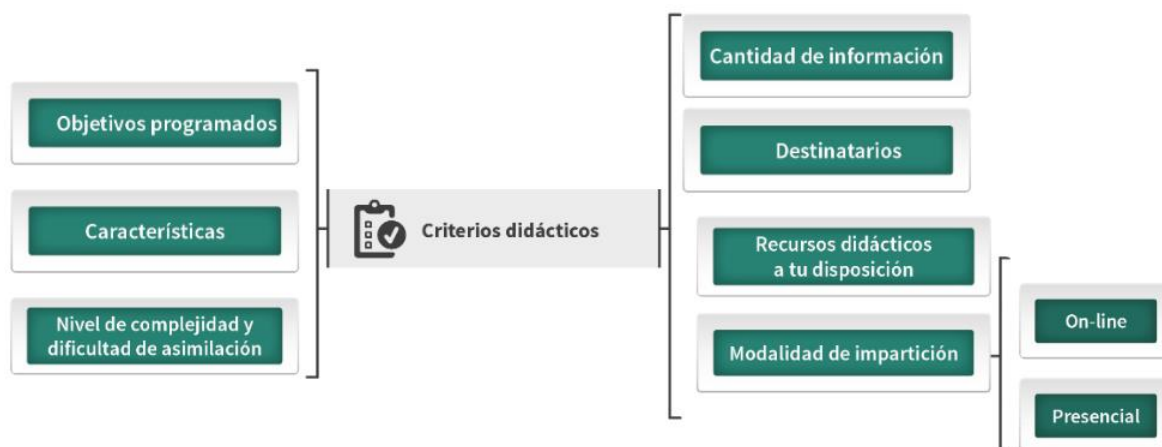 Objetivos programados
Características
Nivel de complejidad y
dificultad de asimilación
Criterios didácticos
Cantidad de información
Destinatarios
Recursos didácticos
a tu disposición
Modalidad de impartición
On-line
Presencial